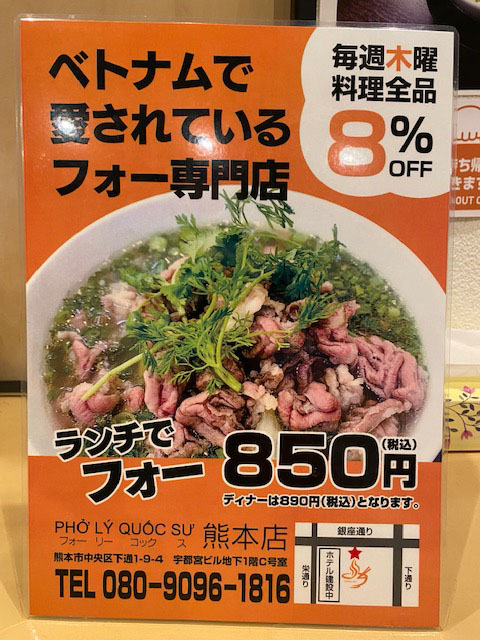 ベトナムで
愛されている
フォー専門店
毎週木曜
料理全品
8%
OFF
ランチで
フォー 850円
(税込)
ディナーは890円(税込)となります。
PHỞ LÝ QUỐC SƯ 熊本店
フォー リー コック ス
熊本市中央区下通1-9-4 宇都宮ビル地下1階C号室
TEL 080-9096-1816
銀座通り
栄通り
ホテル建設中
下通り